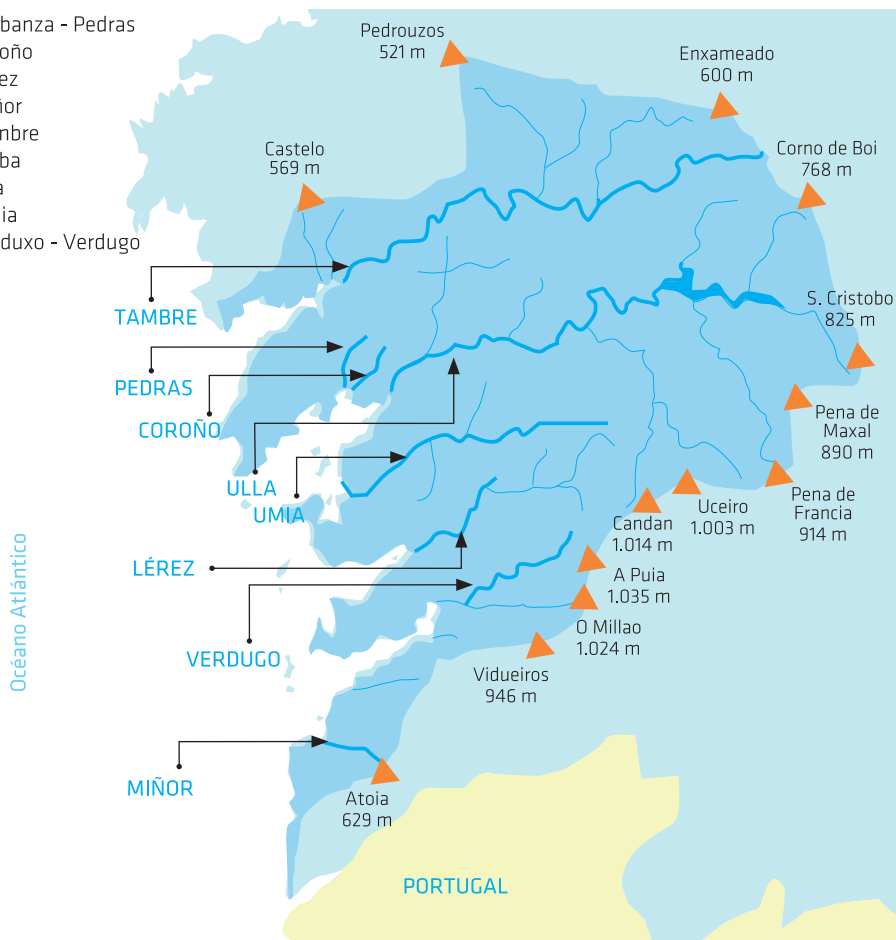 banza - Pedras
oño
ez
ñor
mbre
ba
a
ia
duxo - Verdugo
Pedrouzos
521 m
Enxameado
600 m
Castelo
569 m
Corno de Boi
768 m
TAMBRE
S. Cristobo
825 m
PEDRAS
COROÑO
Pena de
Maxal
890 m
ULLA
UMIA
Uceiro
1.003 m
Pena de
Francia
914 m
Candan
1.014 m
LÉREZ
A Puia
1.035 m
O Millao
1.024 m
VERDUGO
Vidueiros
946 m
Océano Atlántico
MIÑOR
Atoia
629 m
PORTUGAL